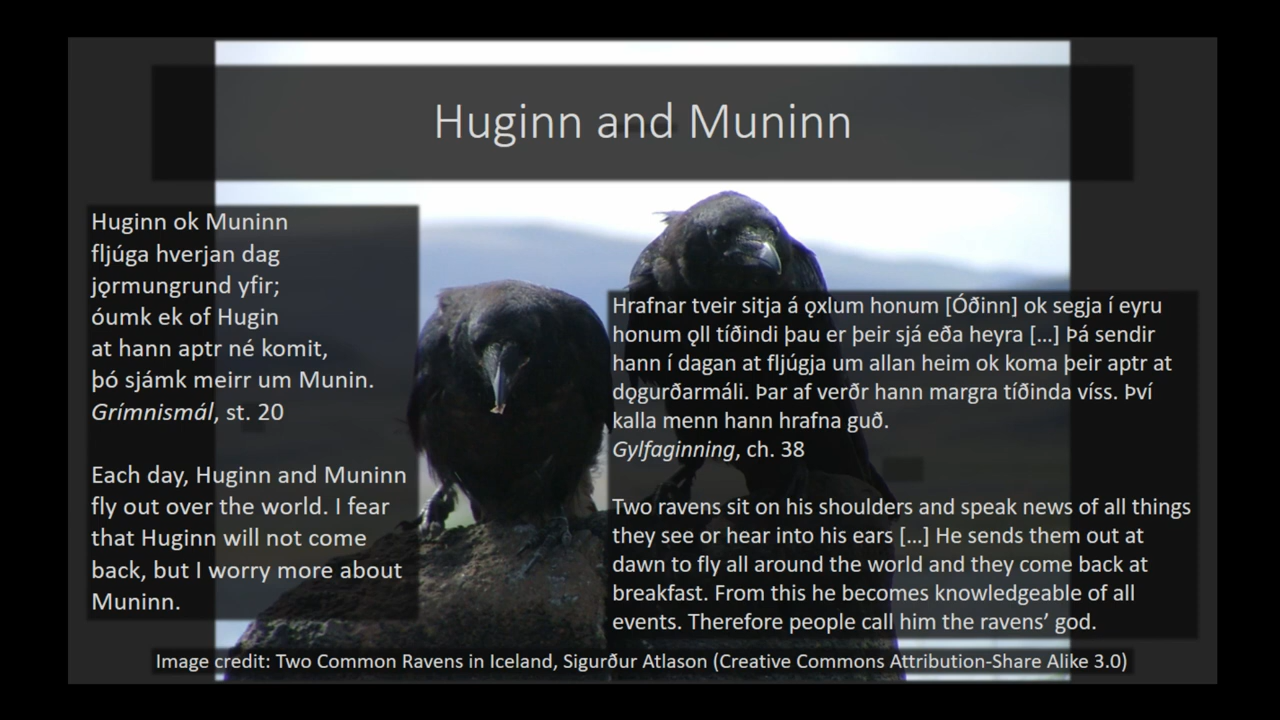 Huginn and Muninn
Huginn ok Muninn
fljúga hverjan dag
jǫrmungrund yfir;
óumk ek of Hugin
at hann aptr né komit,
þó sjámk meirr um Munin.
Grímnismál, st. 20
Each day, Huginn and Muninn
fly out over the world. I fear
that Huginn will not come
back, but I worry more about
Muninn.
Hrafnar tveir sitja á ǫxlum honum [Óðinn] ok segja í eyru
honum ǫll tíðindi þau er þeir sjá eða heyra […] Þá sendir
hann í dagan at fljúgja um allan heim ok koma þeir aptr at
dǫgurðarmáli. Þar af verðr hann margra tíðinda víss. Því
kalla menn hann hrafna guð.
Gylfaginning, ch. 38
Two ravens sit on his shoulders and speak news of all things
they see or hear into his ears […] He sends them out at
dawn to fly all around the world and they come back at
breakfast. From this he becomes knowledgeable of all
events. Therefore people call him the ravens’ god.
Image credit: Two Common Ravens in Iceland, Sigurður Atlason (Creative Commons Attribution-Share Alike 3.0)